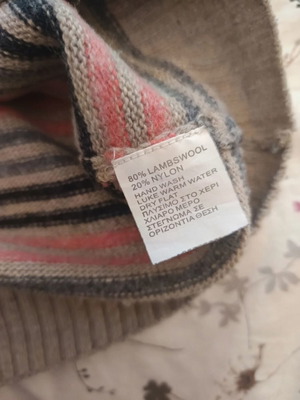 80% LAMBSWOOL
20% NYLON
HAND WASH
LUKE WARM WATER
DRY FLAT
ΠΛΥΣΙΜΟ ΣΤΟ ΧΕΡΙ
ΧΛΙΑΡΟ ΜΕΡΟ
ΣΤΕΓΝΩΜΑ ΣΕ
ΟΡΙΖΟΝΤΙΑ ΘΕΣΗ